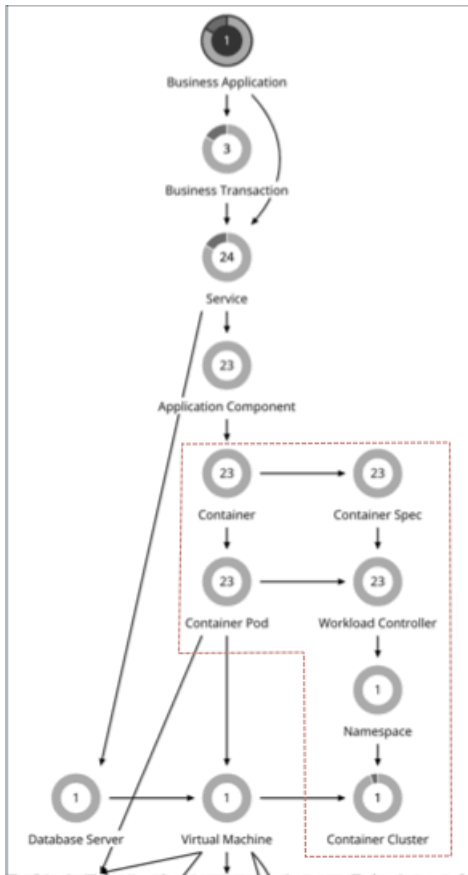 1
Business Application
3
Business Transaction
24
Service
23
Application Component
23 23
Container Container Spec
23 23
Container Pod Workload Controller
1
Namespace
1 1 1
Database Server Virtual Machine Container Cluster